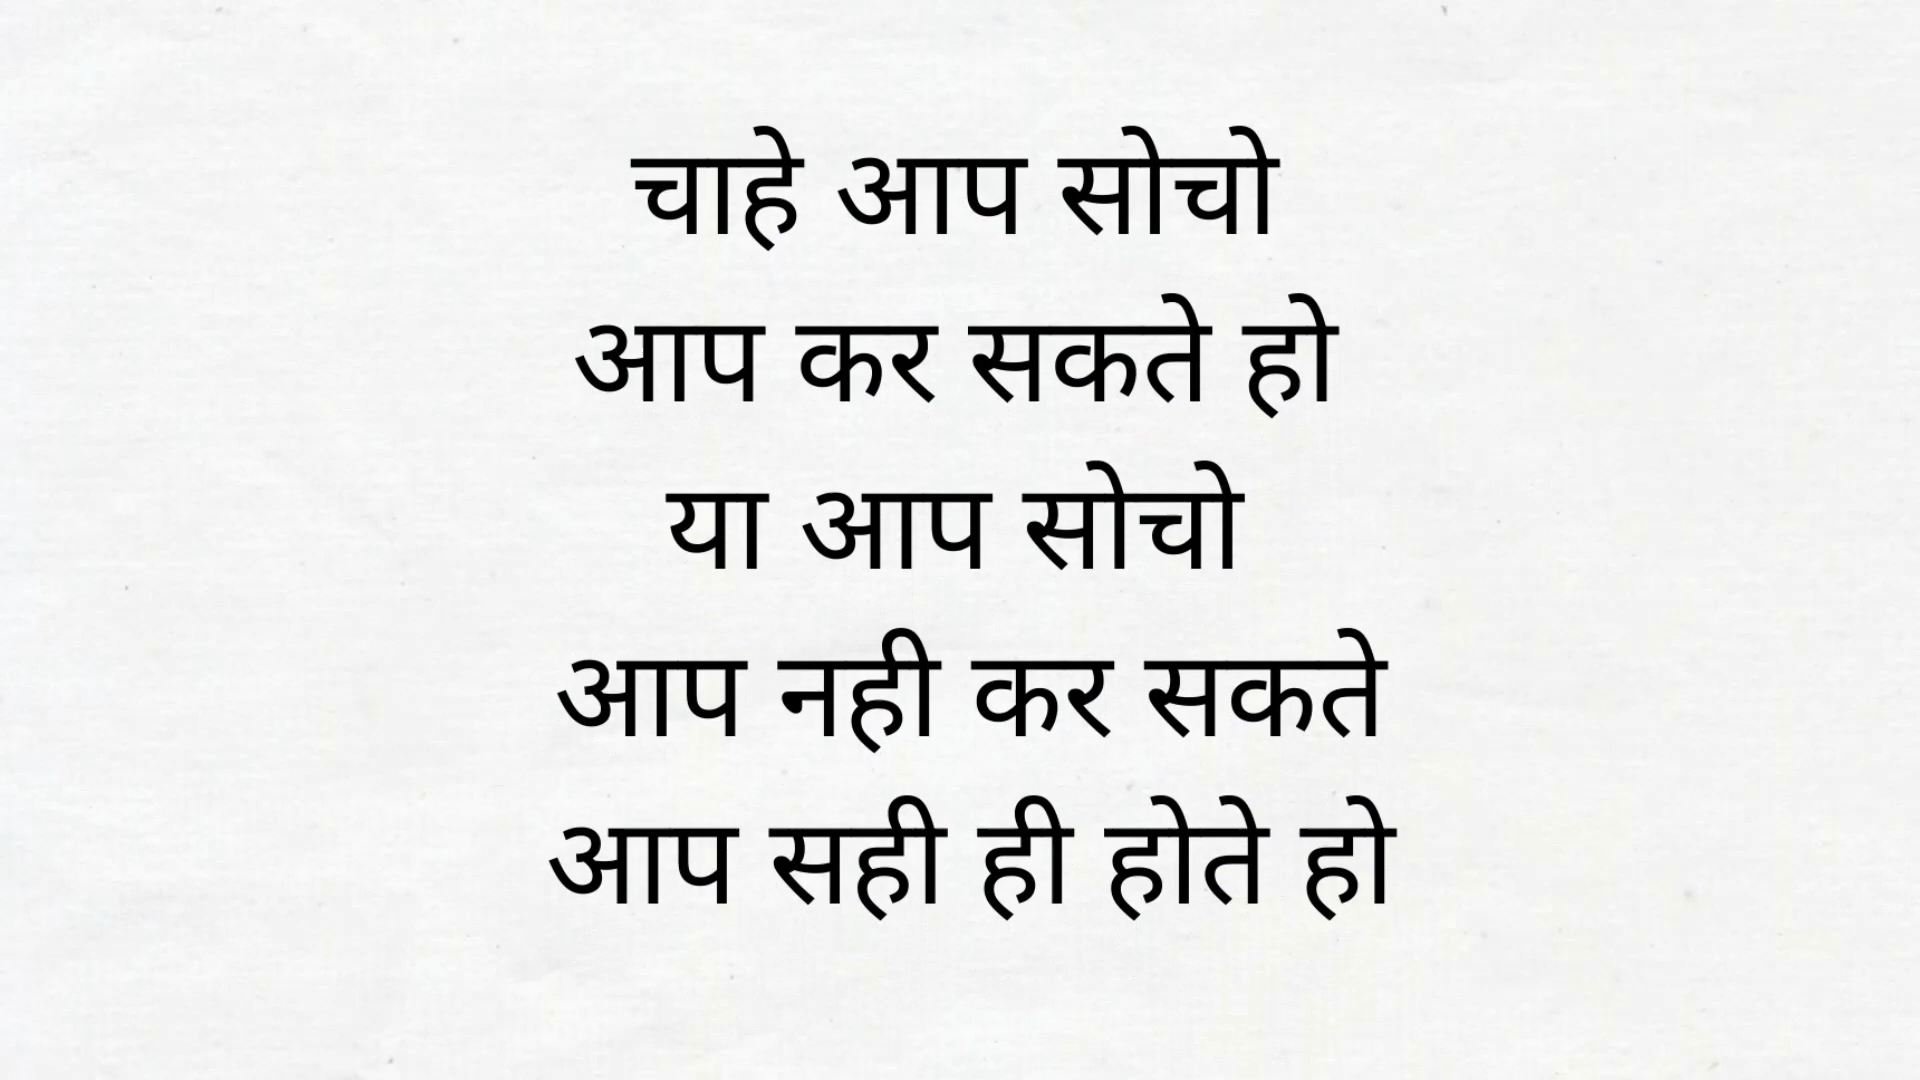 चाहे आप सोचो
आप कर सकते हो
या आप सोचो
आप नही कर सकते
आप सही ही होते हो